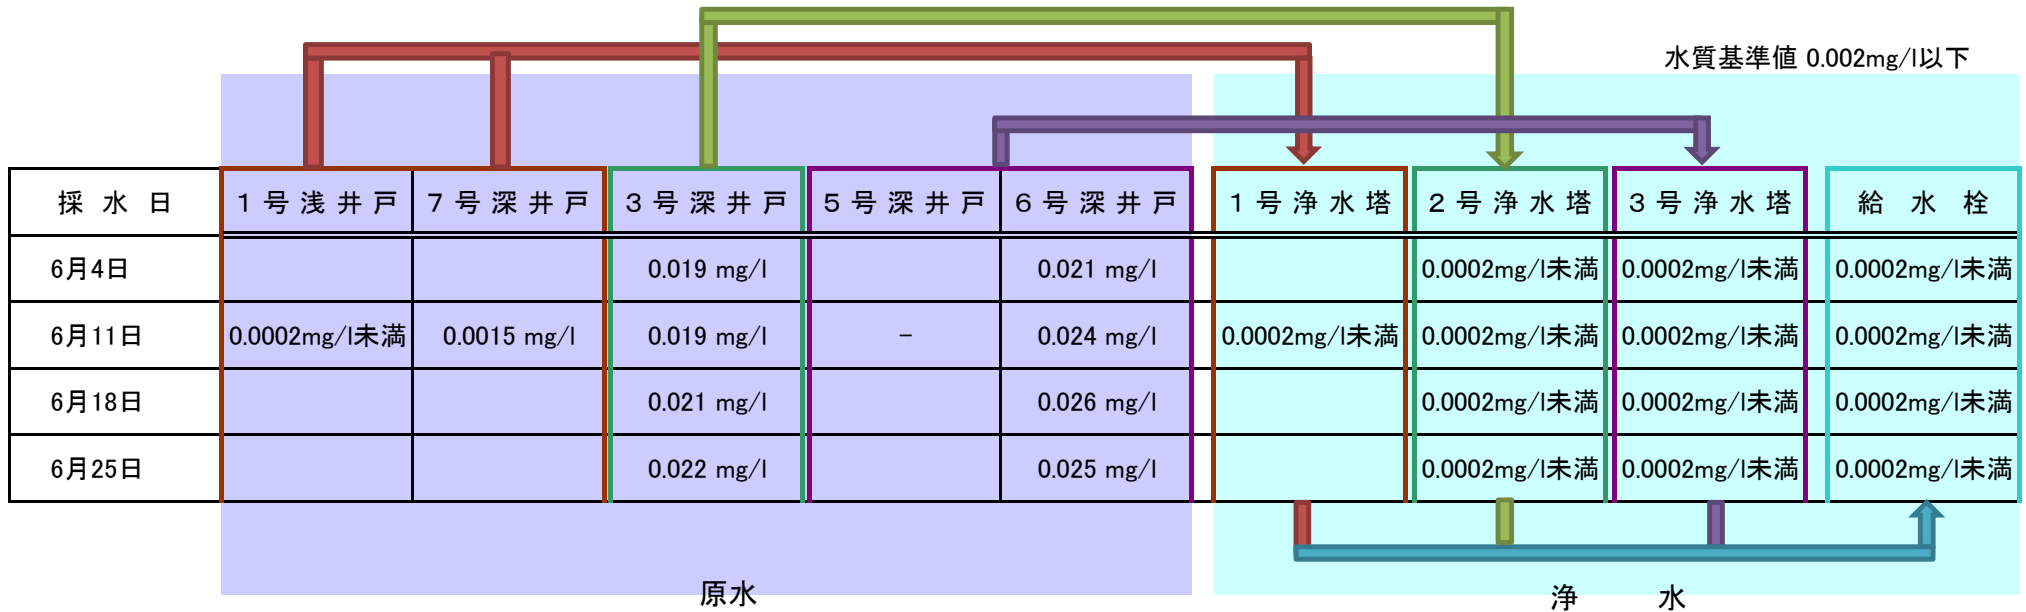 水質基準値 0.002mg/l以下
採 水 日 1 号 浅 井 戸 7 号 深 井 戸 3 号 深 井 戸 5 号 深 井 戸 6 号 深 井 戸 1 号 浄 水 塔 2 号 浄 水 塔 3 号 浄 水 塔 給 水 栓
6月4日 0.019 mg/l 0.021 mg/l 0.0002mg/l未満 0.0002mg/l未満 0.0002mg/l未満
6月11日 0.0002mg/l未満 0.0015 mg/l 0.019 mg/l － 0.024 mg/l 0.0002mg/l未満 0.0002mg/l未満 0.0002mg/l未満 0.0002mg/l未満
6月18日 0.021 mg/l 0.026 mg/l 0.0002mg/l未満 0.0002mg/l未満 0.0002mg/l未満
6月25日 0.022 mg/l 0.025 mg/l 0.0002mg/l未満 0.0002mg/l未満 0.0002mg/l未満
原水
浄 水